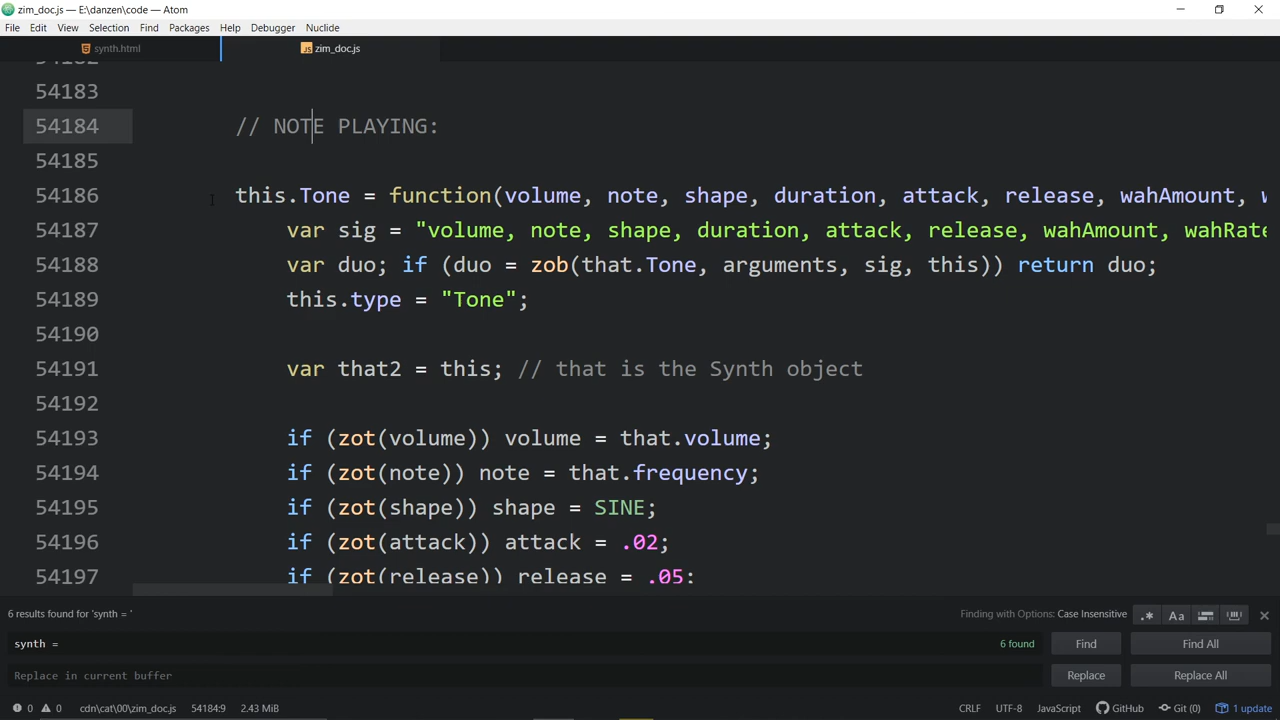 zim_doc.js — E:\danzen\code — Atom
File Edit View Selection Find Packages Help Debugger Nuclide
synth.html zim_doc.js
54183
54184 // NOTE PLAYING:
54185
54186 this.Tone = function(volume, note, shape, duration, attack, release, wahAmount, w
54187 var sig = "volume, note, shape, duration, attack, release, wahAmount, wahRate
54188 var duo; if (duo = zob(that.Tone, arguments, sig, this)) return duo;
54189 this.type = "Tone";
54190
54191 var that2 = this; // that is the Synth object
54192
54193 if (zot(volume)) volume = that.volume;
54194 if (zot(note)) note = that.frequency;
54195 if (zot(shape)) shape = SINE;
54196 if (zot(attack)) attack = .02;
54197 if (zot(release)) release = .05;
6 results found for 'synth = ' Finding with Options: Case Insensitive .* Aa
synth = 6 found Find Find All
Replace in current buffer Replace Replace All
0 0 cdn\cat\00\zim_doc.js 54184:9 2.43 MiB CRLF UTF-8 JavaScript GitHub Git (0) 1 update